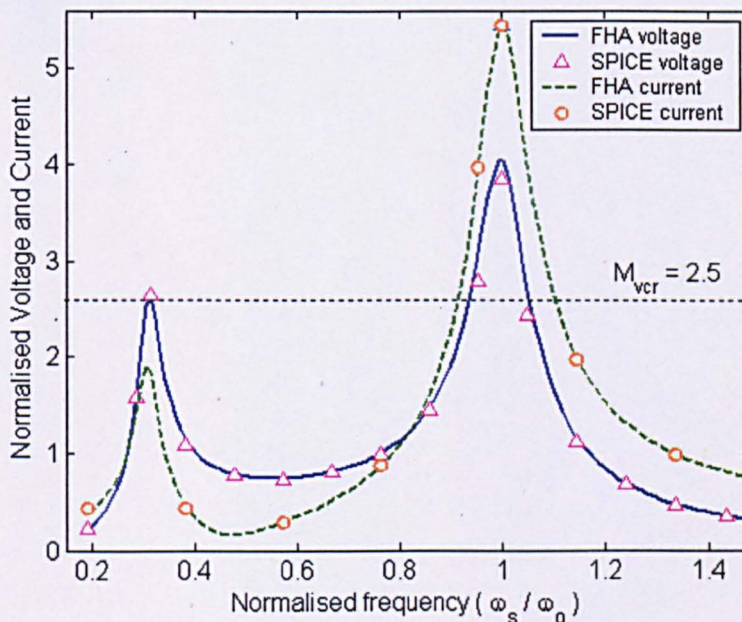 Normalised Voltage and Current
5
4
3
2
1
0
FHA voltage
SPICE voltage
FHA current
SPICE current
M_vcr = 2.5
0.2
0.4
0.6
0.8
1
1.2
1.4
Normalised frequency ( ω_s / ω_o )